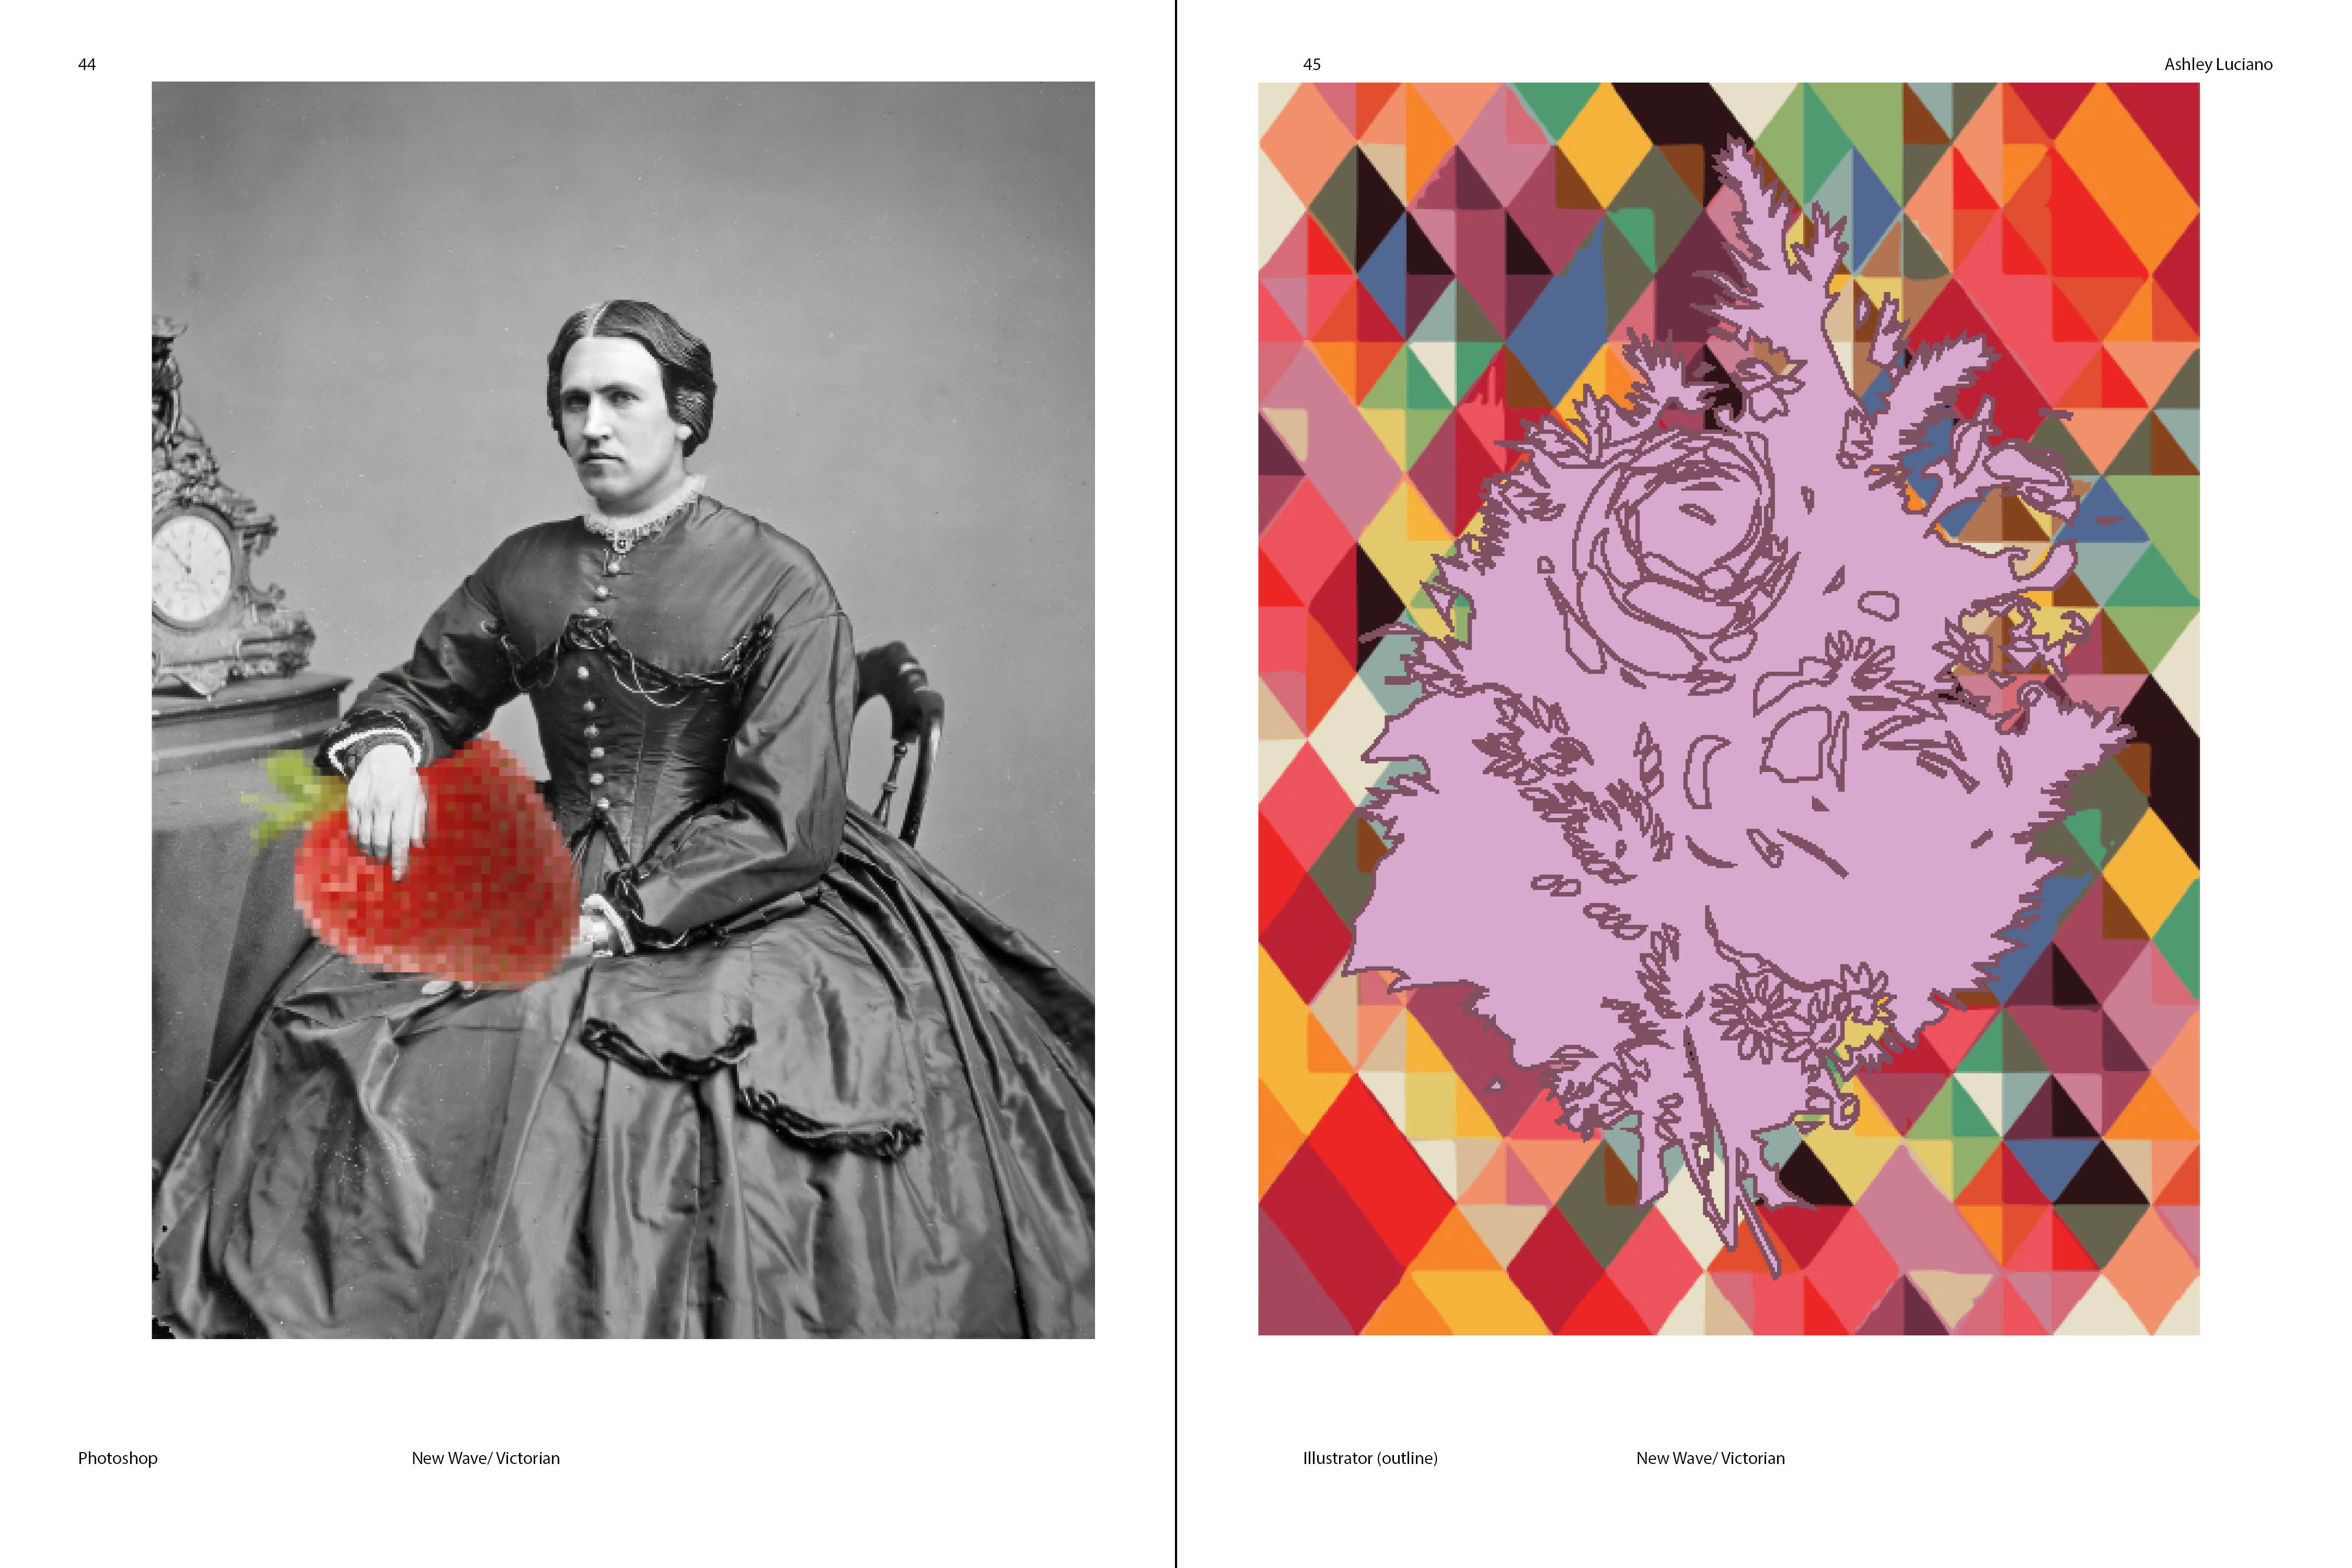 44
45
Ashley Luciano
Photoshop
New Wave/ Victorian
Illustrator (outline)
New Wave/ Victorian